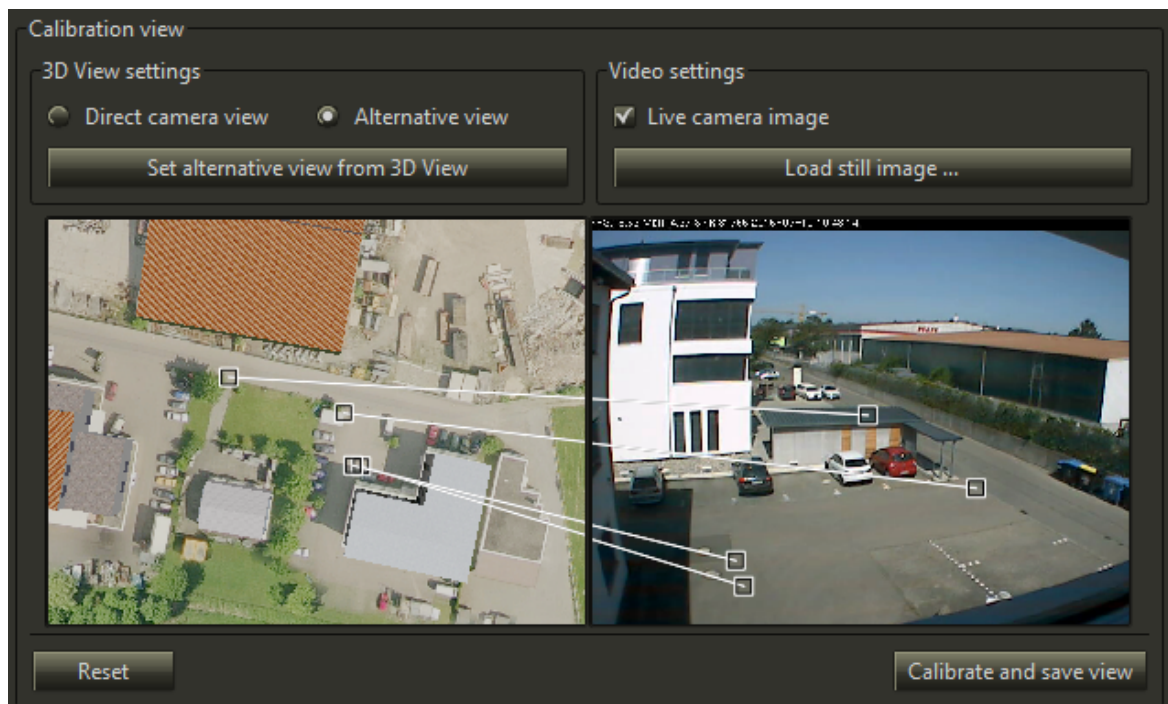 Calibration view
3D View settings
Direct camera view
Alternative view
Set alternative view from 3D View
Video settings
Live camera image
Load still image ...
PFAFF
Reset
Calibrate and save view